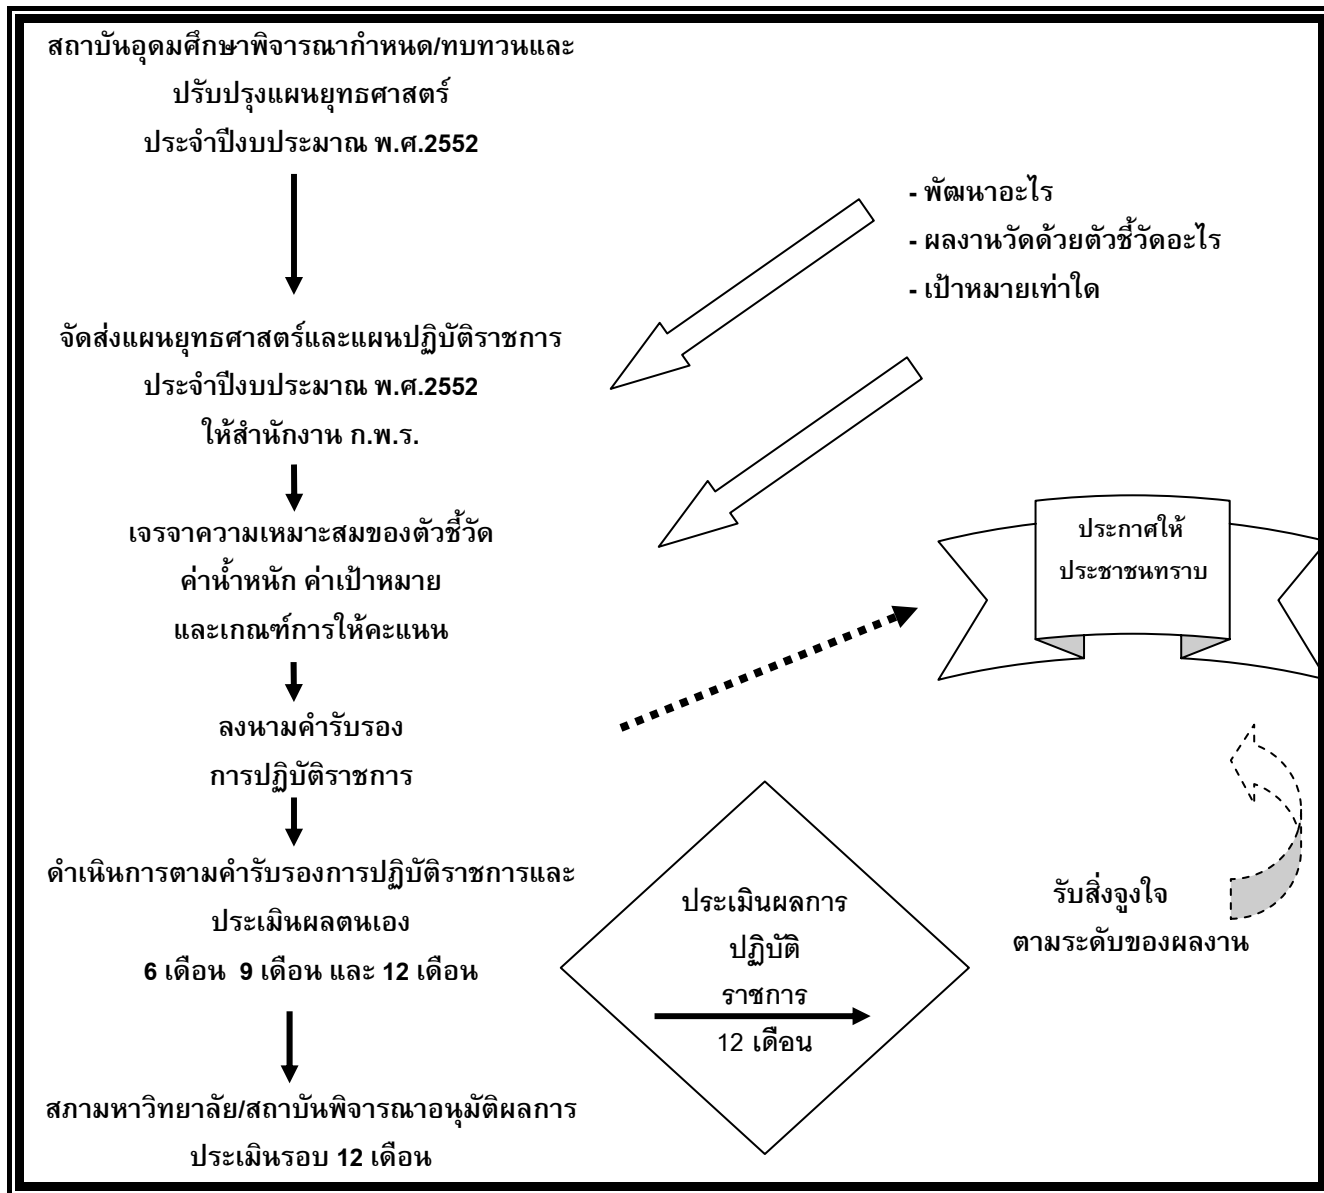 สถาบันอุดมศึกษาพิจารณากำหนด/ทบทวนและ
ปรับปรุงแผนยุทธศาสตร์
ประจำปีงบประมาณ พ.ศ.2552
- พัฒนาอะไร
- ผลงานวัดด้วยตัวชี้วัดอะไร
- เป้าหมายเท่าใด
จัดส่งแผนยุทธศาสตร์และแผนปฏิบัติราชการ
ประจำปีงบประมาณ พ.ศ.2552
ให้สำนักงาน ก.พ.ร.
เจรจาความเหมาะสมของตัวชี้วัด
ค่าน้ำหนัก ค่าเป้าหมาย
และเกณฑ์การให้คะแนน
ประกาศให้
ประชาชนทราบ
ลงนามคำรับรอง
การปฏิบัติราชการ
ดำเนินการตามคำรับรองการปฏิบัติราชการและ
ประเมินผลตนเอง
6 เดือน 9 เดือน และ 12 เดือน
ประเมินผลการ
ปฏิบัติ
ราชการ
12 เดือน
รับสิ่งจูงใจ
ตามระดับของผลงาน
สภามหาวิทยาลัย/สถาบันพิจารณาอนุมัติผลการ
ประเมินรอบ 12 เดือน